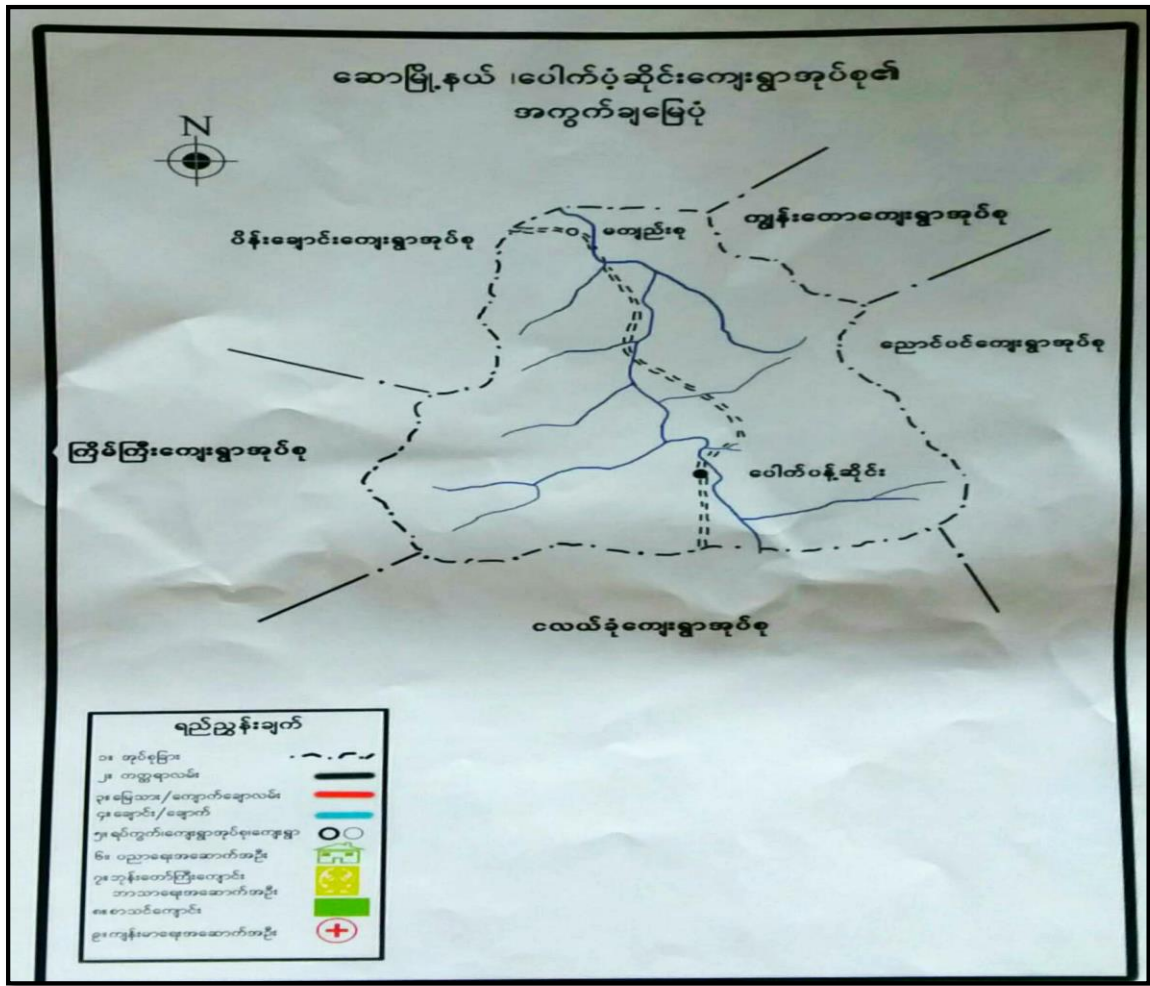 ဆောမြို့နယ် ၊ပေါက်ပံ့ဆိုင်းကျေးရွာအုပ်စု၏
အကွက်ချမြေပုံ
N
ကျွန်းတောကျေးရွာအုပ်စု
ပိန်းချောင်းကျေးရွာအုပ်စု
မကျည်းစု
ညောင်ပင်ကျေးရွာအုပ်စု
ကြိမ်ကြီးကျေးရွာအုပ်စု
ပေါက်ပန့်ဆိုင်း
ငလယ်ခုံကျေးရွာအုပ်စု
ရည်ညွှန်းချက်
၁။ အုပ်စုခြား
၂။ ကတ္တရာလမ်း
၃။မြေသား/ကျောက်ချောလမ်း
၄။ချောင်း/ချောက်
၅။ရပ်ကွက်၊ကျေးရွာအုပ်စု၊ကျေးရွာ
၆။ ပညာရေးအဆောက်အဦး
၇။ဘုန်းတော်ကြီးကျောင်း
ဘာသာရေးအဆောက်အဦး
၈။စာသင်ကျောင်း
၉။ကျန်းမာရေးအဆောက်အဦး